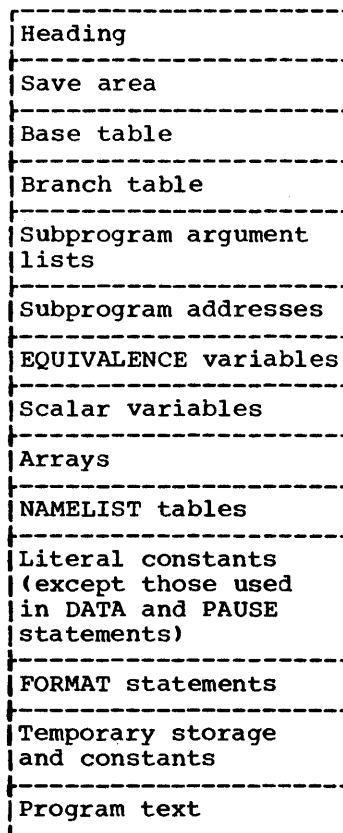 Heading
Save area
Base table
Branch table
Subprogram argument
lists
Subprogram addresses
EQUIVALENCE variables
Scalar variables
Arrays
NAMELIST tables
Literal constants
(except those used
in DATA and PAUSE
statements)
FORMAT statements
Temporary storage
and constants
Program text